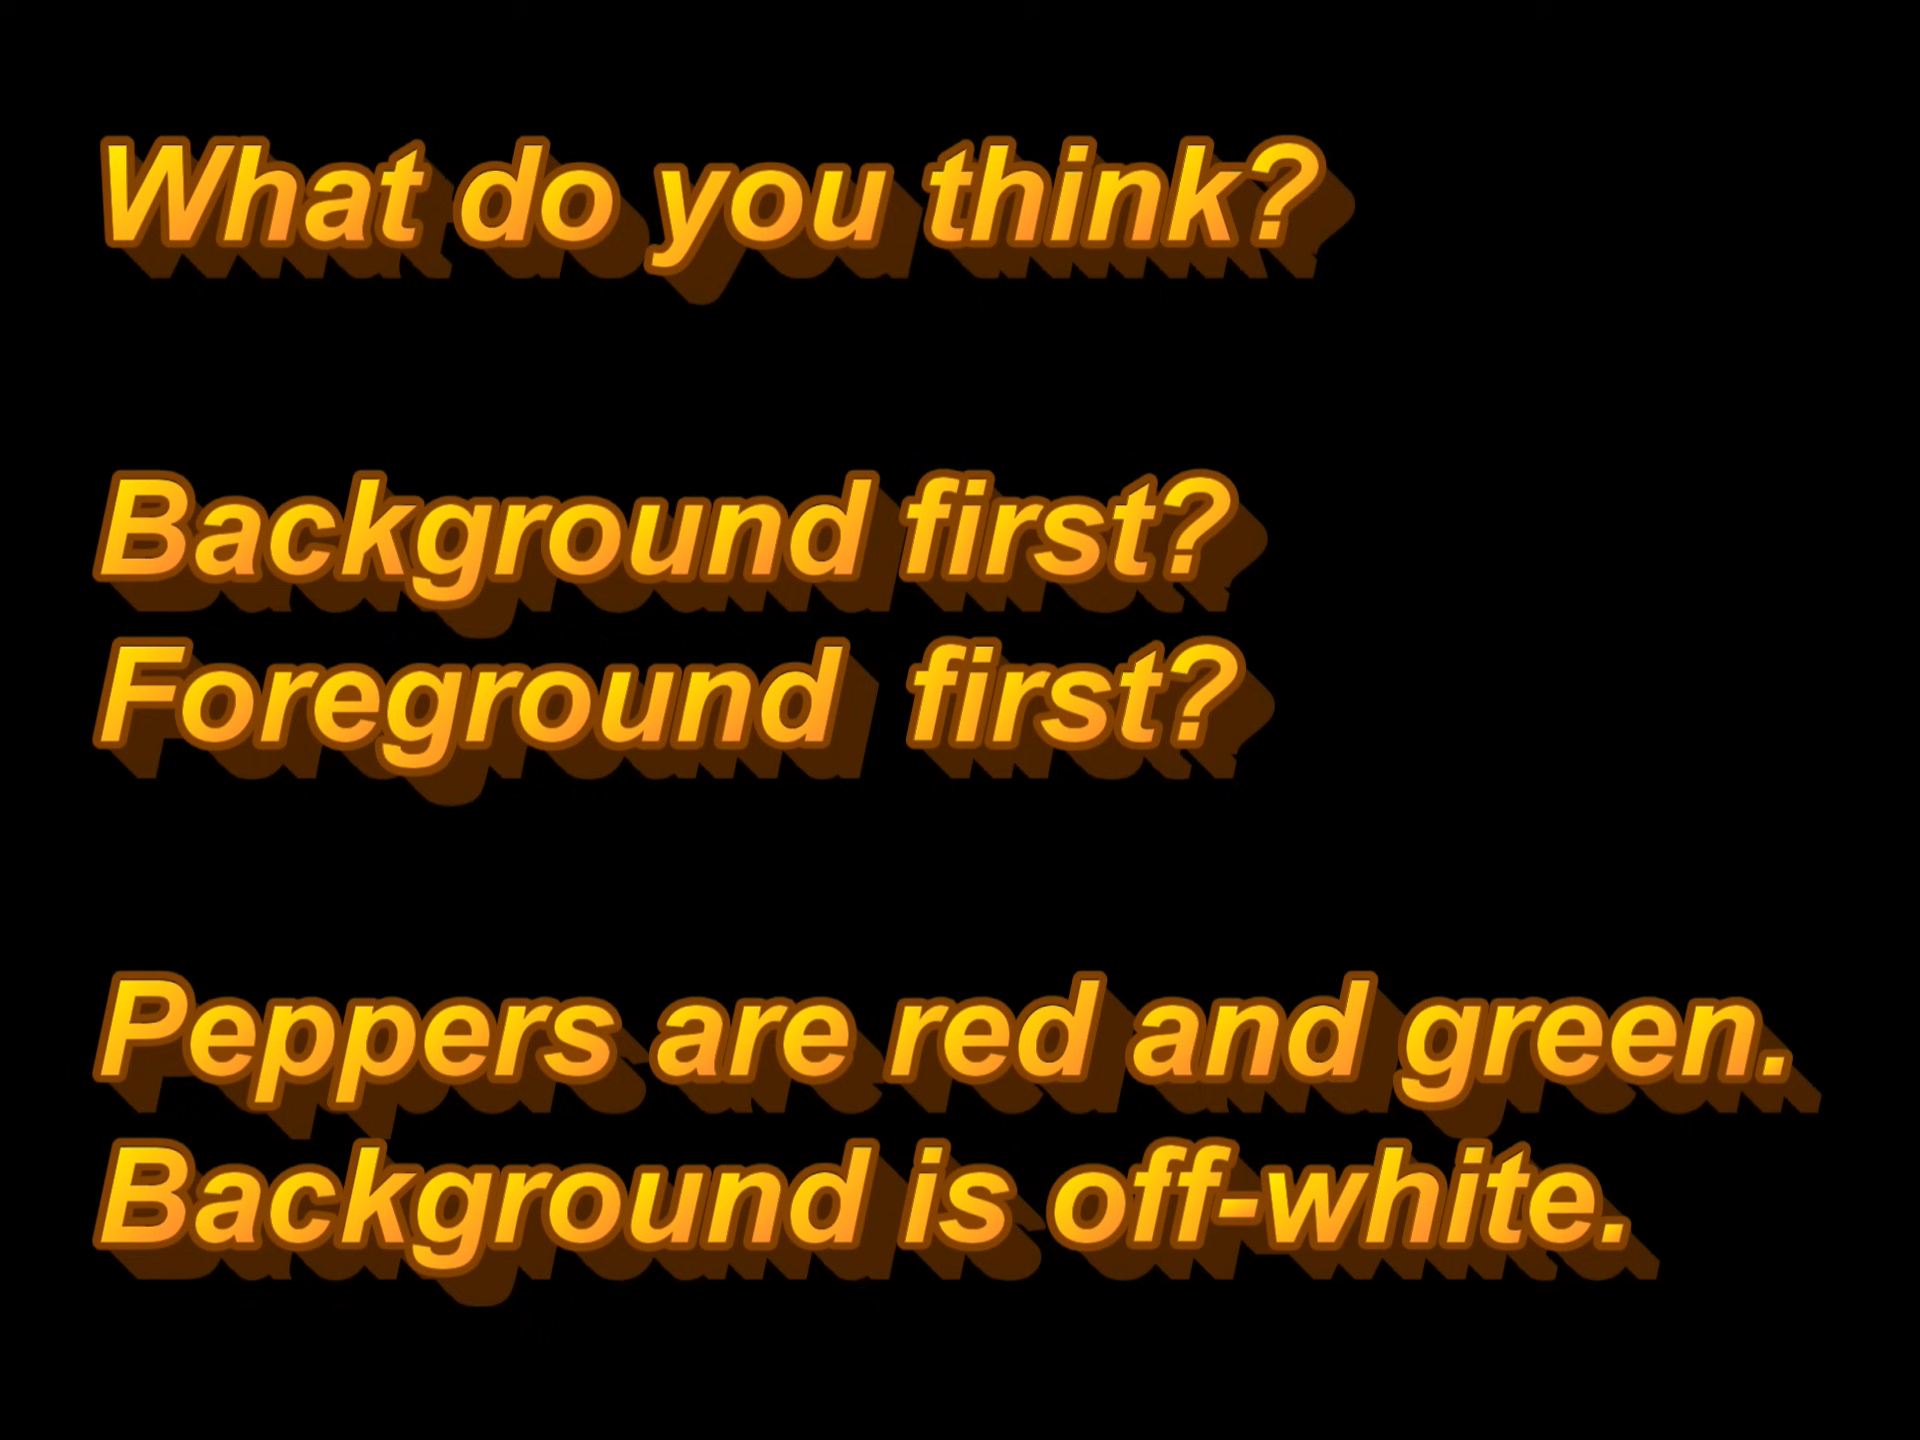 What do you think?
Background first?
Foreground  first?
Peppers are red and green.
Background is off-white.